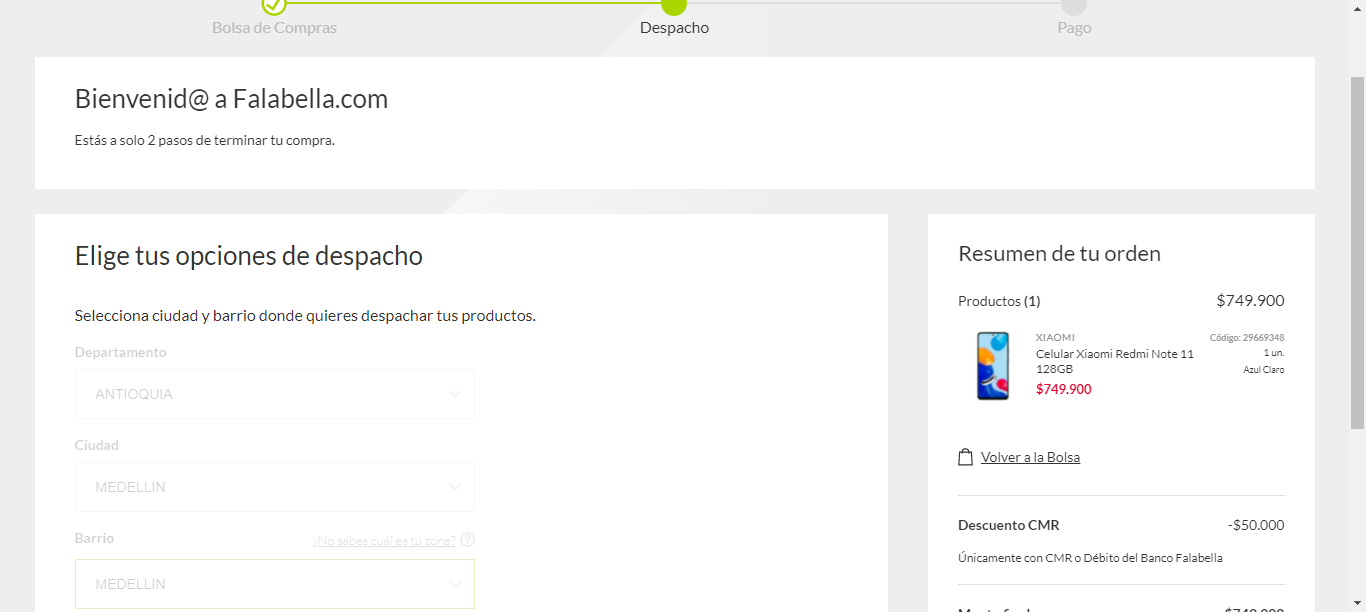 Bolsa de Compras
Despacho
Pago
Bienvenid@ a Falabella.com
Estás a solo 2 pasos de terminar tu compra.
Elige tus opciones de despacho
Selecciona ciudad y barrio donde quieres despachar tus productos.
Departamento
ANTIOQUIA
Ciudad
MEDELLIN
Barrio
¿No sabes cuál es tu zona? ?
MEDELLIN
Resumen de tu orden
Productos (1) $749.900
XIAOMI Código: 29669348
Celular Xiaomi Redmi Note 11 1 un.
128GB Azul Claro
$749.900
Volver a la Bolsa
Descuento CMR -$50.000
Únicamente con CMR o Débito del Banco Falabella